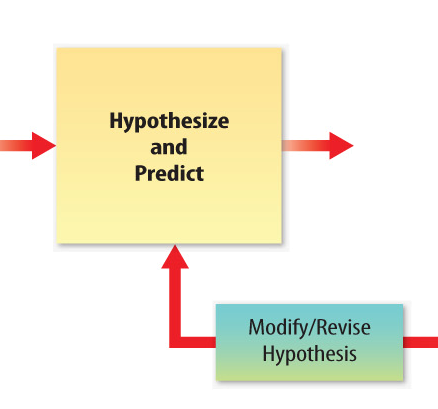 Hypothesize
and
Predict
Modify/Revise
Hypothesis